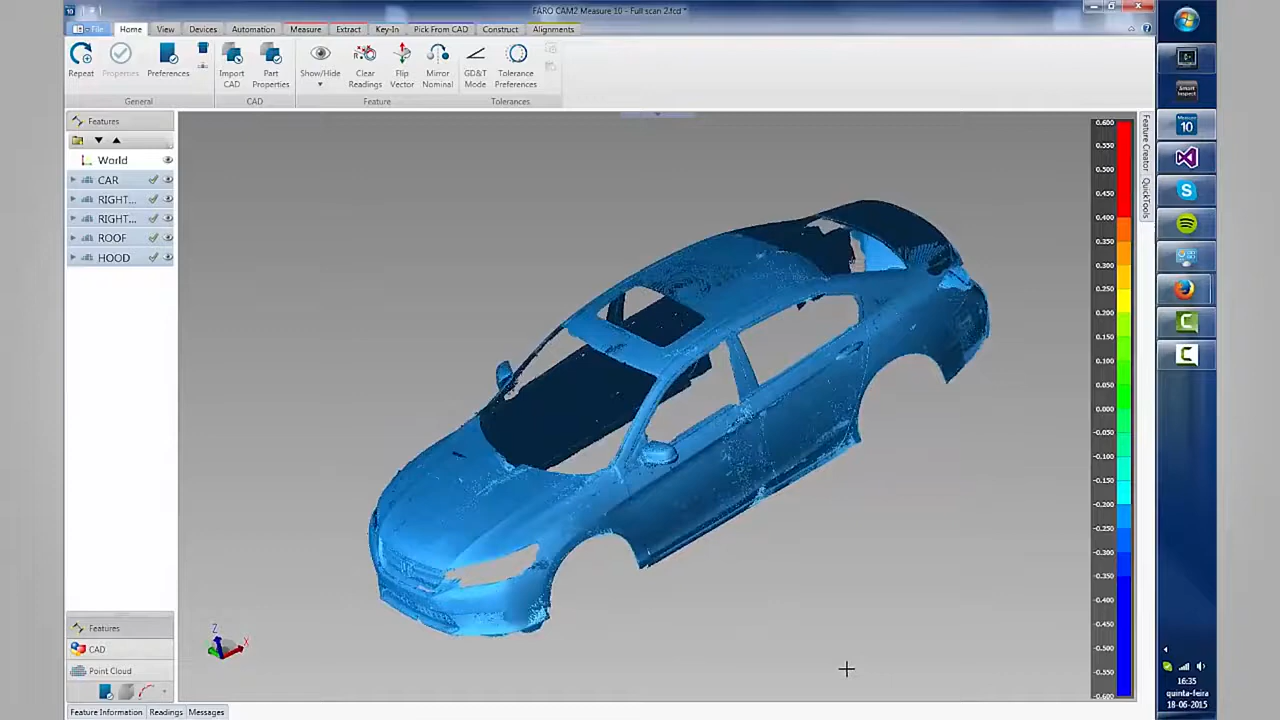 FARO CAM2 Measure 10 - Full scan 2.fcd *
File Home View Devices Automation Measure Extract Key-In Pick From CAD Construct Alignments
Repeat Properties Preferences Import CAD Part Properties Show/Hide Clear Readings Flip Vector Mirror Nominal GD&T Mode Tolerance Preferences
General CAD Feature Tolerances
Features
World
CAR
RIGHT...
RIGHT...
ROOF
HOOD
Features
CAD
Point Cloud
Feature Information Readings Messages
Z
X
0.600
0.550
0.500
0.450
0.400
0.350
0.300
0.250
0.200
0.150
0.100
0.050
0.000
-0.050
-0.100
-0.150
-0.200
-0.250
-0.300
-0.350
-0.400
-0.450
-0.500
-0.550
-0.600
Feature Creator
QuickTools
Smart Inspect
Measure
10
16:35
quinta-feira
18-06-2015